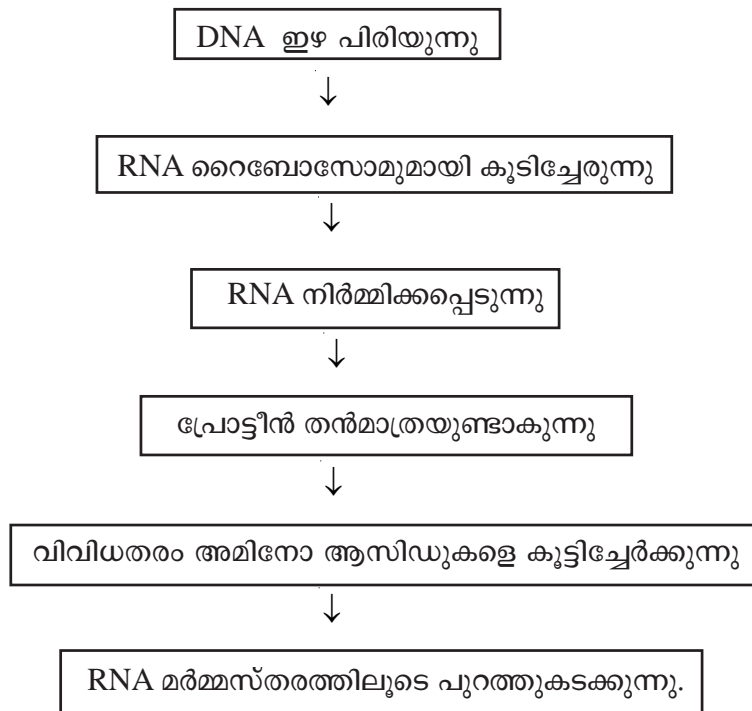 DNA ഇഴ പിരിയുന്നു
↓
RNA റൈബോസോമുമായി കൂടിച്ചേരുന്നു
↓
RNA നിർമ്മിക്കപ്പെടുന്നു
↓
പ്രോട്ടീൻ തൻമാത്രയുണ്ടാകുന്നു
↓
വിവിധതരം അമിനോ ആസിഡുകളെ കൂട്ടിച്ചേർക്കുന്നു
↓
RNA മർമ്മസ്തരത്തിലൂടെ പുറത്തുകടക്കുന്നു.